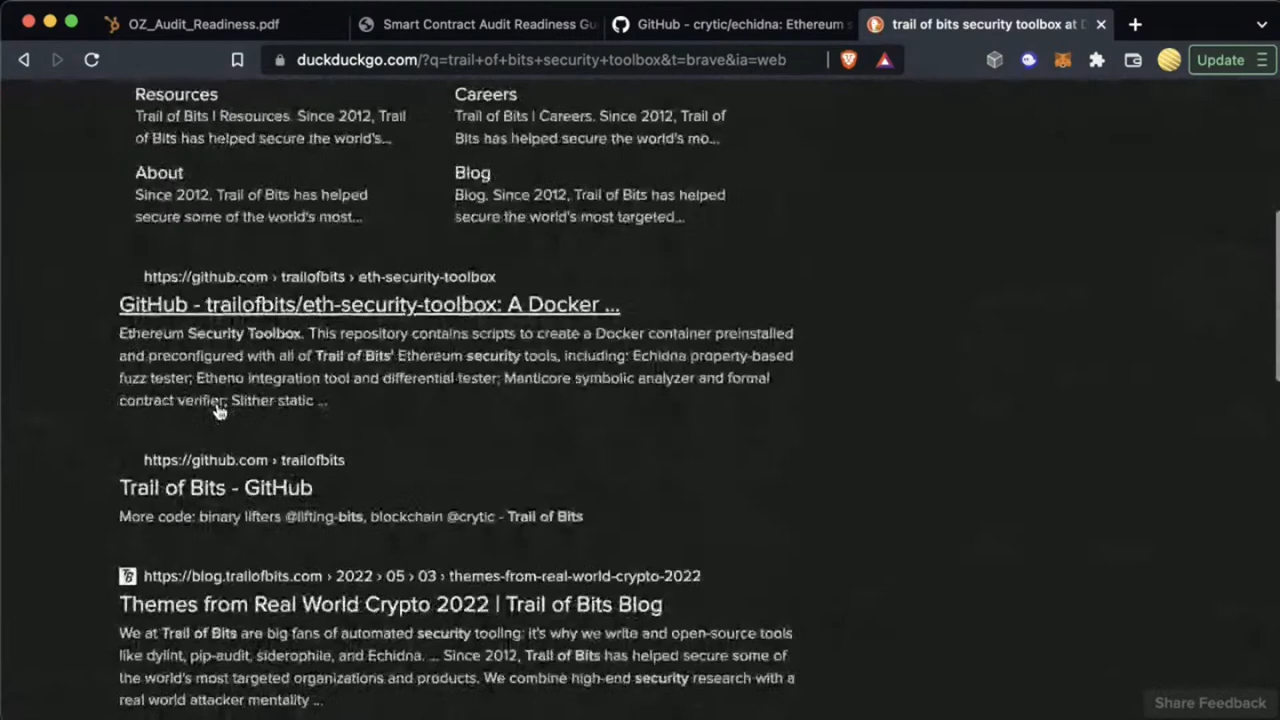 OZ_Audit_Readiness.pdf
Smart Contract Audit Readiness Gu
GitHub - crytic/echidna: Ethereum s
trail of bits security toolbox at D
duckduckgo.com/?q=trail+of+bits+security+toolbox&t=brave&ia=web
Update
Resources
Trail of Bits | Resources. Since 2012, Trail
of Bits has helped secure the world's...
Careers
Trail of Bits | Careers. Since 2012, Trail of
Bits has helped secure the world's mo...
About
Since 2012, Trail of Bits has helped
secure some of the world's most...
Blog
Blog. Since 2012, Trail of Bits has helped
secure the world's most targeted...
https://github.com › trailofbits › eth-security-toolbox
GitHub - trailofbits/eth-security-toolbox: A Docker ...
Ethereum Security Toolbox. This repository contains scripts to create a Docker container preinstalled
and preconfigured with all of Trail of Bits' Ethereum security tools, including: Echidna property-based
fuzz tester; Etheno integration tool and differential tester; Manticore symbolic analyzer and formal
contract verifier; Slither static ...
https://github.com › trailofbits
Trail of Bits - GitHub
More code: binary lifters @lifting-bits, blockchain @crytic - Trail of Bits
https://blog.trailofbits.com › 2022 › 05 › 03 › themes-from-real-world-crypto-2022
Themes from Real World Crypto 2022 | Trail of Bits Blog
We at Trail of Bits are big fans of automated security tooling: it's why we write and open-source tools
like dylint, pip-audit, siderophile, and Echidna. ... Since 2012, Trail of Bits has helped secure some of
the world's most targeted organizations and products. We combine high-end security research with a
real world attacker mentality ...
Share Feedback